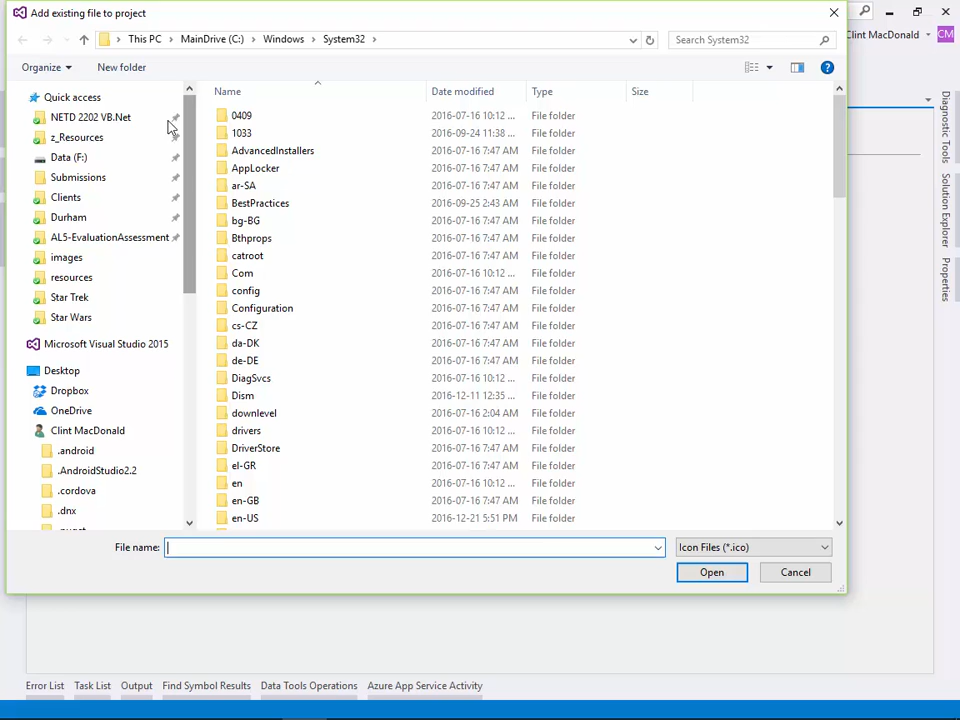 Add existing file to project
Clint MacDonald CM
This PC > MainDrive (C:) > Windows > System32 >
Search System32
Organize
New folder
Quick access
NETD 2202 VB.Net
z_Resources
Data (F:)
Submissions
Clients
Durham
AL5-EvaluationAssessment
images
resources
Star Trek
Star Wars
Microsoft Visual Studio 2015
Desktop
Dropbox
OneDrive
Clint MacDonald
.android
.AndroidStudio2.2
.cordova
.dnx
Name Date modified Type Size
0409 2016-07-16 10:12 ... File folder
1033 2016-09-24 11:38 ... File folder
AdvancedInstallers 2016-07-16 7:47 AM File folder
AppLocker 2016-07-16 7:47 AM File folder
ar-SA 2016-07-16 7:47 AM File folder
BestPractices 2016-09-25 2:43 AM File folder
bg-BG 2016-07-16 7:47 AM File folder
Bthprops 2016-07-16 7:47 AM File folder
catroot 2016-07-16 7:47 AM File folder
Com 2016-07-16 10:12 ... File folder
config 2016-07-16 7:47 AM File folder
Configuration 2016-07-16 7:47 AM File folder
cs-CZ 2016-07-16 7:47 AM File folder
da-DK 2016-07-16 7:47 AM File folder
de-DE 2016-07-16 7:47 AM File folder
DiagSvcs 2016-07-16 10:12 ... File folder
Dism 2016-12-11 12:35 ... File folder
downlevel 2016-07-16 2:04 AM File folder
drivers 2016-07-16 10:12 ... File folder
DriverStore 2016-07-16 7:47 AM File folder
el-GR 2016-07-16 7:47 AM File folder
en 2016-07-16 10:12 ... File folder
en-GB 2016-07-16 7:47 AM File folder
en-US 2016-12-21 5:51 PM File folder
File name:
Icon Files (*.ico)
Open
Cancel
Diagnostic Tools
Solution Explorer
Properties
Error List Task List Output Find Symbol Results Data Tools Operations Azure App Service Activity